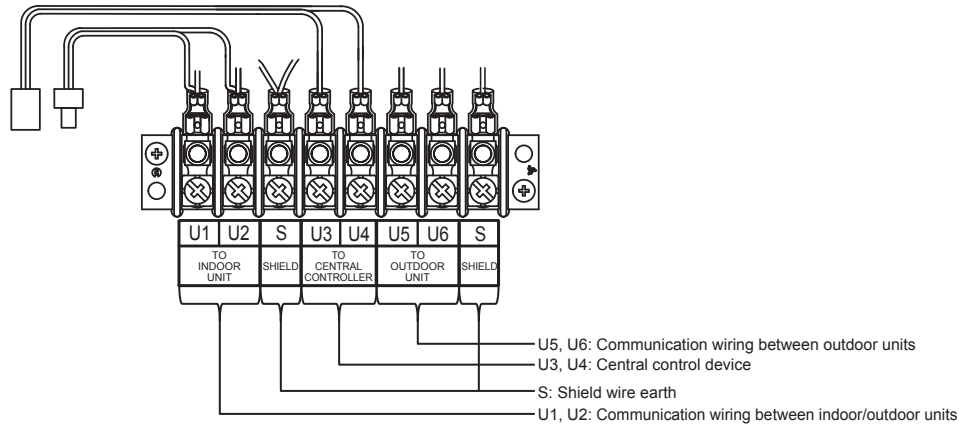 U1 U2 S U3 U4 U5 U6 S
TO
INDOOR
UNIT
SHIELD
TO
CENTRAL
CONTROLLER
TO
OUTDOOR
UNIT
SHIELD
U5, U6: Communication wiring between outdoor units
U3, U4: Central control device
S: Shield wire earth
U1, U2: Communication wiring between indoor/outdoor units